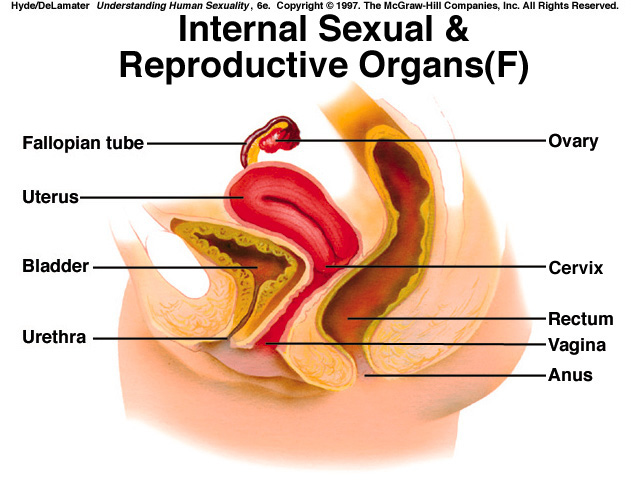 Hyde/DeLamater Understanding Human Sexuality, 6e. Copyright © 1997. The McGraw-Hill Companies, Inc. All Rights Reserved.
Internal Sexual &
Reproductive Organs(F)
Fallopian tube
Ovary
Uterus
Bladder
Cervix
Rectum
Urethra
Vagina
Anus